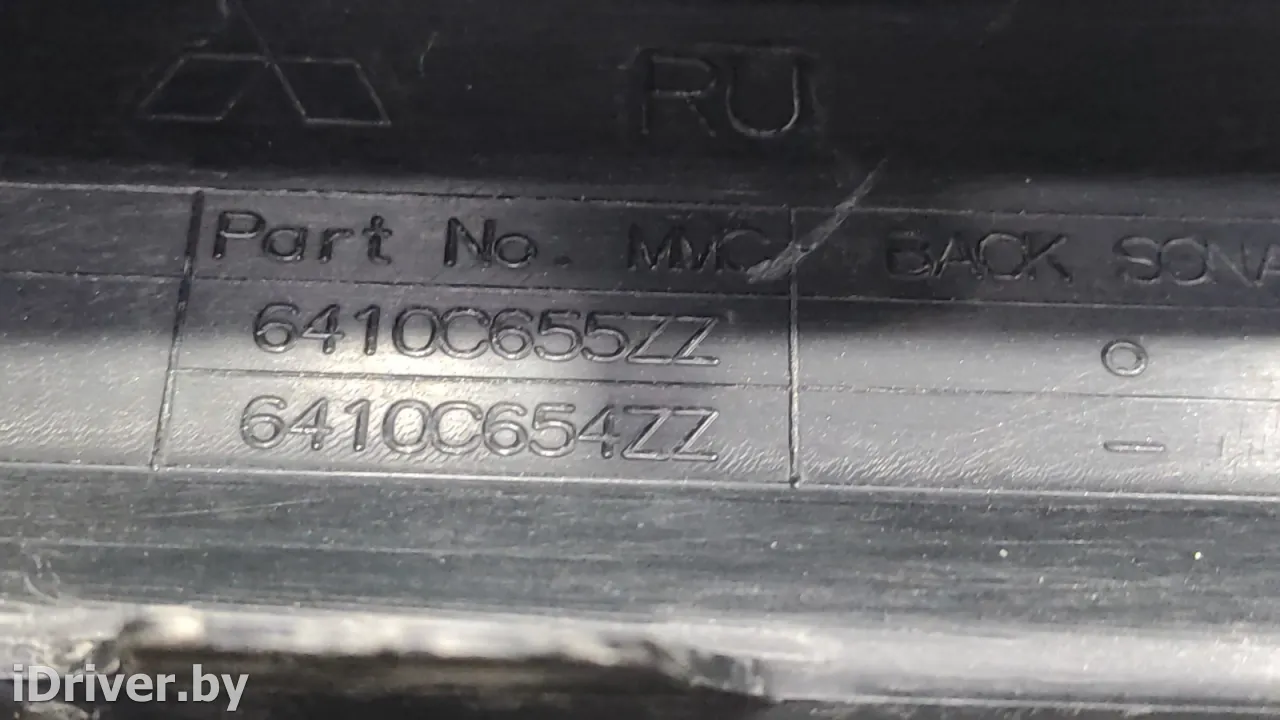 RU
Part No. MMC BACK SONA
6410C655ZZ O
6410C654ZZ –
iDriver.by